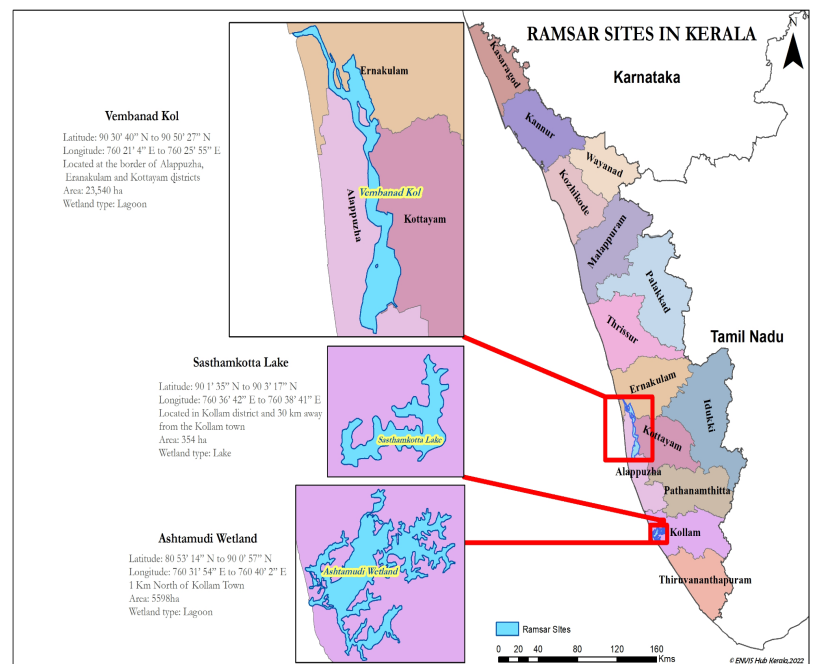 RAMSAR SITES IN KERALA
N
Karnataka
Tamil Nadu
Kasaragod
Kannur
Wayanad
Kozhikode
Malappuram
Palakkad
Thrissur
Ernakulam
Idukki
Kottayam
Alappuzha
Pathanamthitta
Kollam
Thiruvananthapuram
Vembanad Kol
Latitude: 90 30' 40” N to 90 50' 27” N
Longitude: 760 21' 4” E to 760 25' 55” E
Located at the border of Alappuzha,
Eranakulam and Kottayam districts
Area: 23,540 ha
Wetland type: Lagoon
Ernakulam
Alappuzha
Vembanad Kol
Kottayam
Sasthamkotta Lake
Latitude: 90 1' 35” N to 90 3' 17” N
Longitude: 760 36' 42” E to 760 38' 41” E
Located in Kollam district and 30 km away
from the Kollam town
Area: 354 ha
Wetland type: Lake
Sasthamkotta Lake
Ashtamudi Wetland
Latitude: 80 53' 14” N to 90 0' 57” N
Longitude: 760 31' 54” E to 760 40' 2” E
1 Km North of Kollam Town
Area: 5598ha
Wetland type: Lagoon
Ashtamudi Wetland
Ramsar Sites
0 20 40 80 120 160
Kms
© ENVIS Hub Kerala,2022